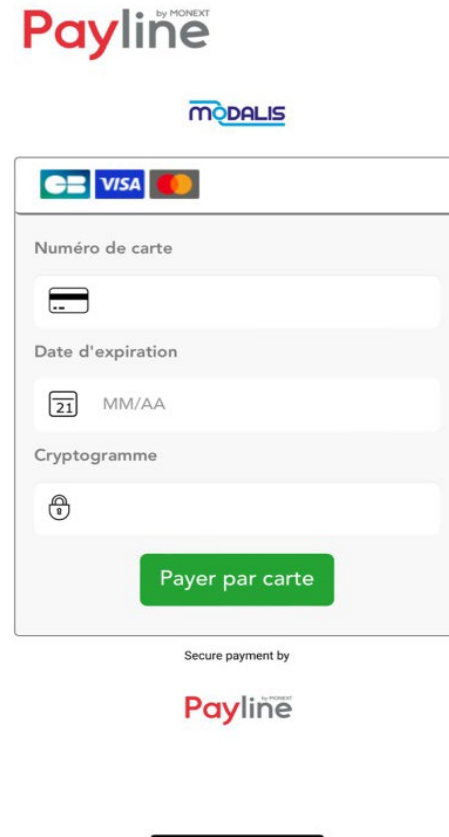 by MONEXT
Payline
MODALIS
CB VISA
Numéro de carte
Date d'expiration
21 MM/AA
Cryptogramme
Payer par carte
Secure payment by
by MONEXT
Payline